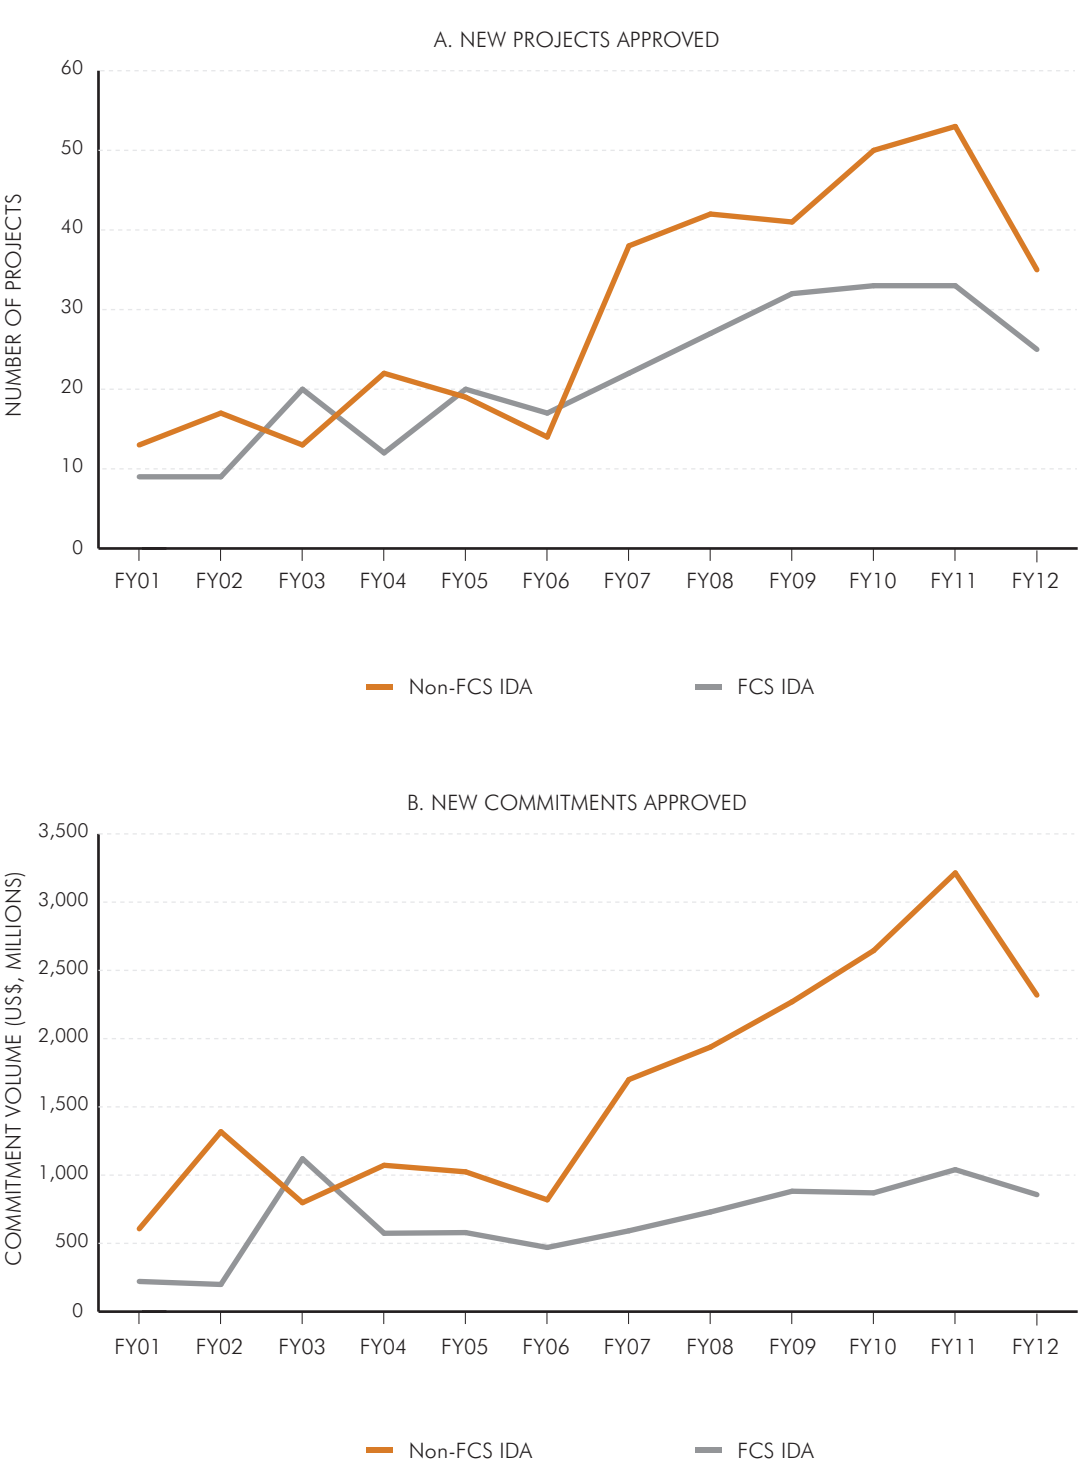 A. NEW PROJECTS APPROVED
NUMBER OF PROJECTS
60
50
40
30
20
10
0
FY01 FY02 FY03 FY04 FY05 FY06 FY07 FY08 FY09 FY10 FY11 FY12
Non-FCS IDA FCS IDA
B. NEW COMMITMENTS APPROVED
COMMITMENT VOLUME (US$, MILLIONS)
3,500
3,000
2,500
2,000
1,500
1,000
500
0
FY01 FY02 FY03 FY04 FY05 FY06 FY07 FY08 FY09 FY10 FY11 FY12
Non-FCS IDA FCS IDA